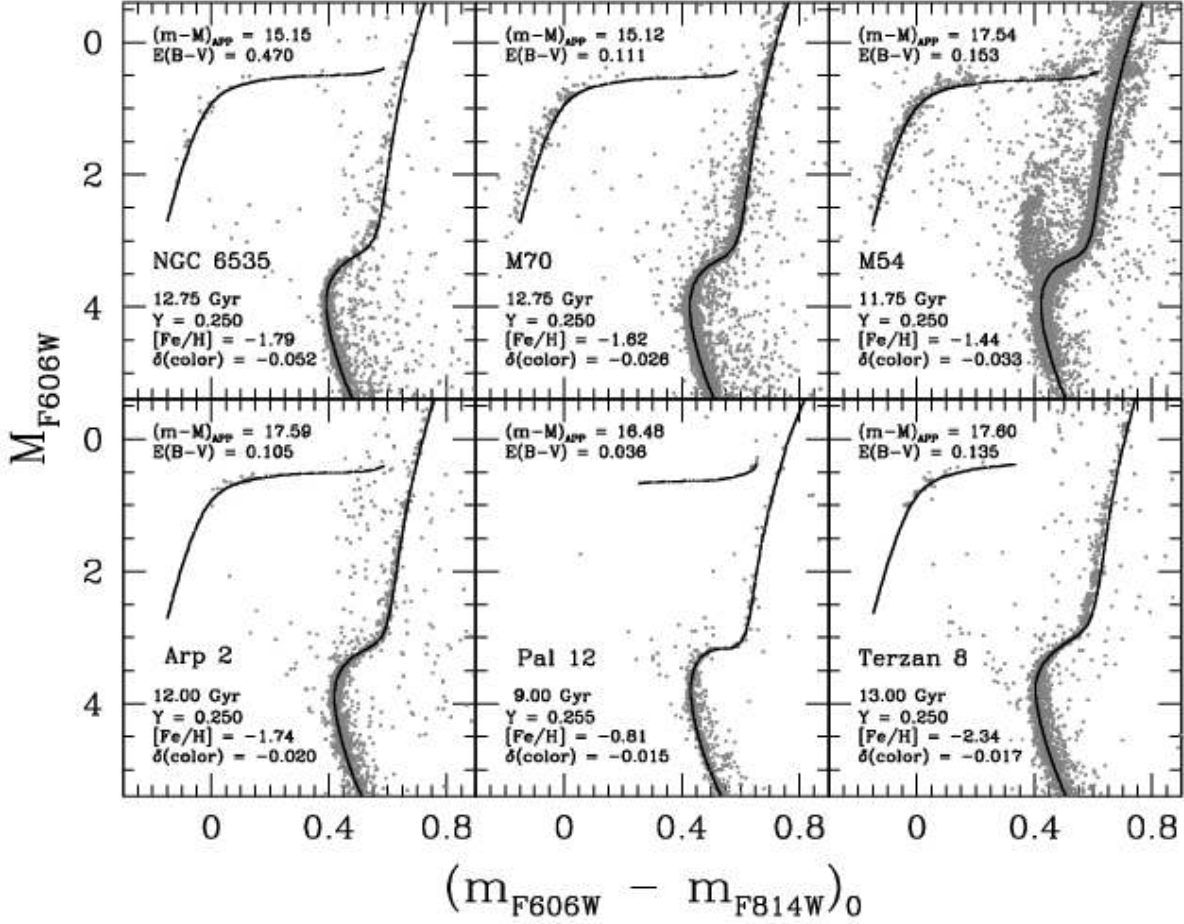 (m-M)APP = 15.15
E(B-V) = 0.470
NGC 6535
12.75 Gyr
Y = 0.250
[Fe/H] = -1.79
δ(color) = -0.052
(m-M)APP = 15.12
E(B-V) = 0.111
M70
12.75 Gyr
Y = 0.250
[Fe/H] = -1.62
δ(color) = -0.026
(m-M)APP = 17.54
E(B-V) = 0.153
M54
11.75 Gyr
Y = 0.250
[Fe/H] = -1.44
δ(color) = -0.033
0
2
4
(m-M)APP = 17.59
E(B-V) = 0.105
Arp 2
12.00 Gyr
Y = 0.250
[Fe/H] = -1.74
δ(color) = -0.020
(m-M)APP = 16.48
E(B-V) = 0.036
Pal 12
9.00 Gyr
Y = 0.255
[Fe/H] = -0.81
δ(color) = -0.015
(m-M)APP = 17.60
E(B-V) = 0.135
Terzan 8
13.00 Gyr
Y = 0.250
[Fe/H] = -2.34
δ(color) = -0.017
0
2
4
MF606W
0 0.4 0.8 0 0.4 0.8 0 0.4 0.8
(mF606W - mF814W)0